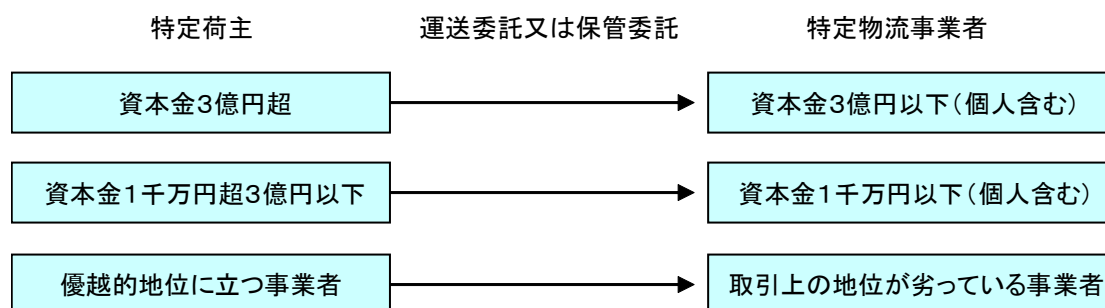 特定荷主 運送委託又は保管委託 特定物流事業者
資本金3億円超 資本金3億円以下(個人含む)
資本金1千万円超3億円以下 資本金1千万円以下(個人含む)
優越的地位に立つ事業者 取引上の地位が劣っている事業者